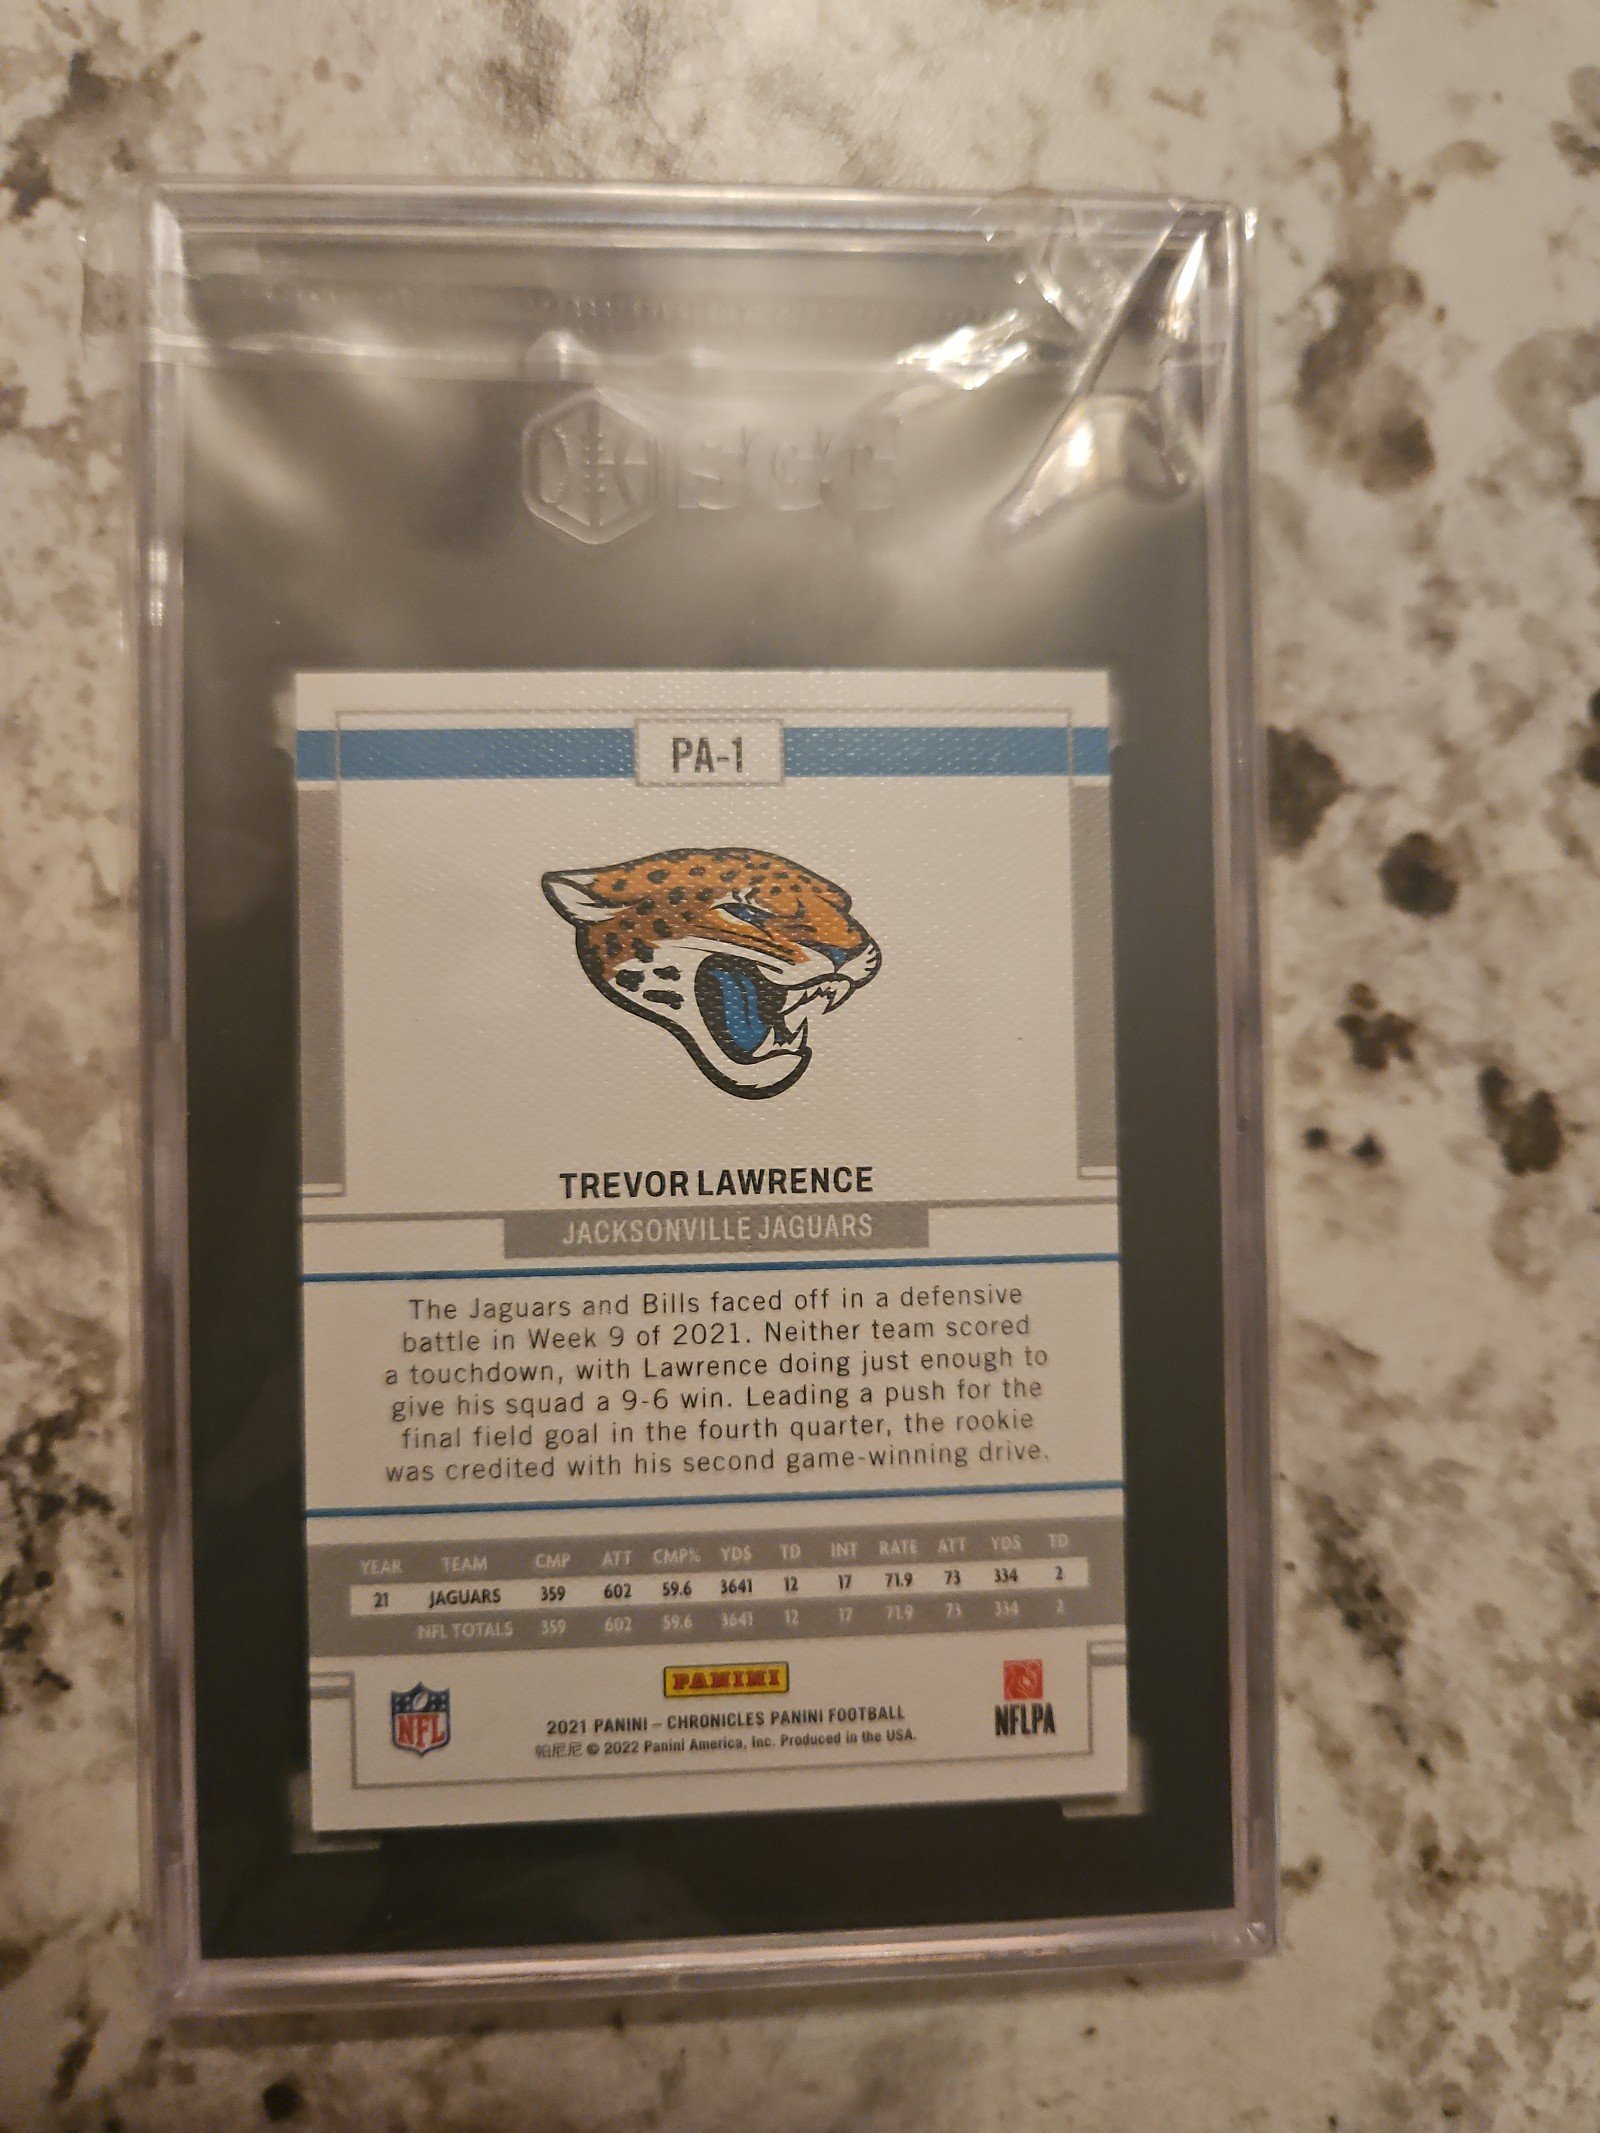 SGC
PA-1
TREVOR LAWRENCE
JACKSONVILLE JAGUARS
The Jaguars and Bills faced off in a defensive
battle in Week 9 of 2021. Neither team scored
a touchdown, with Lawrence doing just enough to
give his squad a 9-6 win. Leading a push for the
final field goal in the fourth quarter, the rookie
was credited with his second game-winning drive.
YEAR TEAM CMP ATT CMP% YDS TD INT RATE ATT YDS TD
21 JAGUARS 359 602 59.6 3641 12 17 71.9 73 334 2
NFL TOTALS 359 602 59.6 3641 12 17 71.9 73 334 2
PANINI
NFL
NFLPA
2021 PANINI – CHRONICLES PANINI FOOTBALL
帕尼尼 © 2022 Panini America, Inc. Produced in the USA.